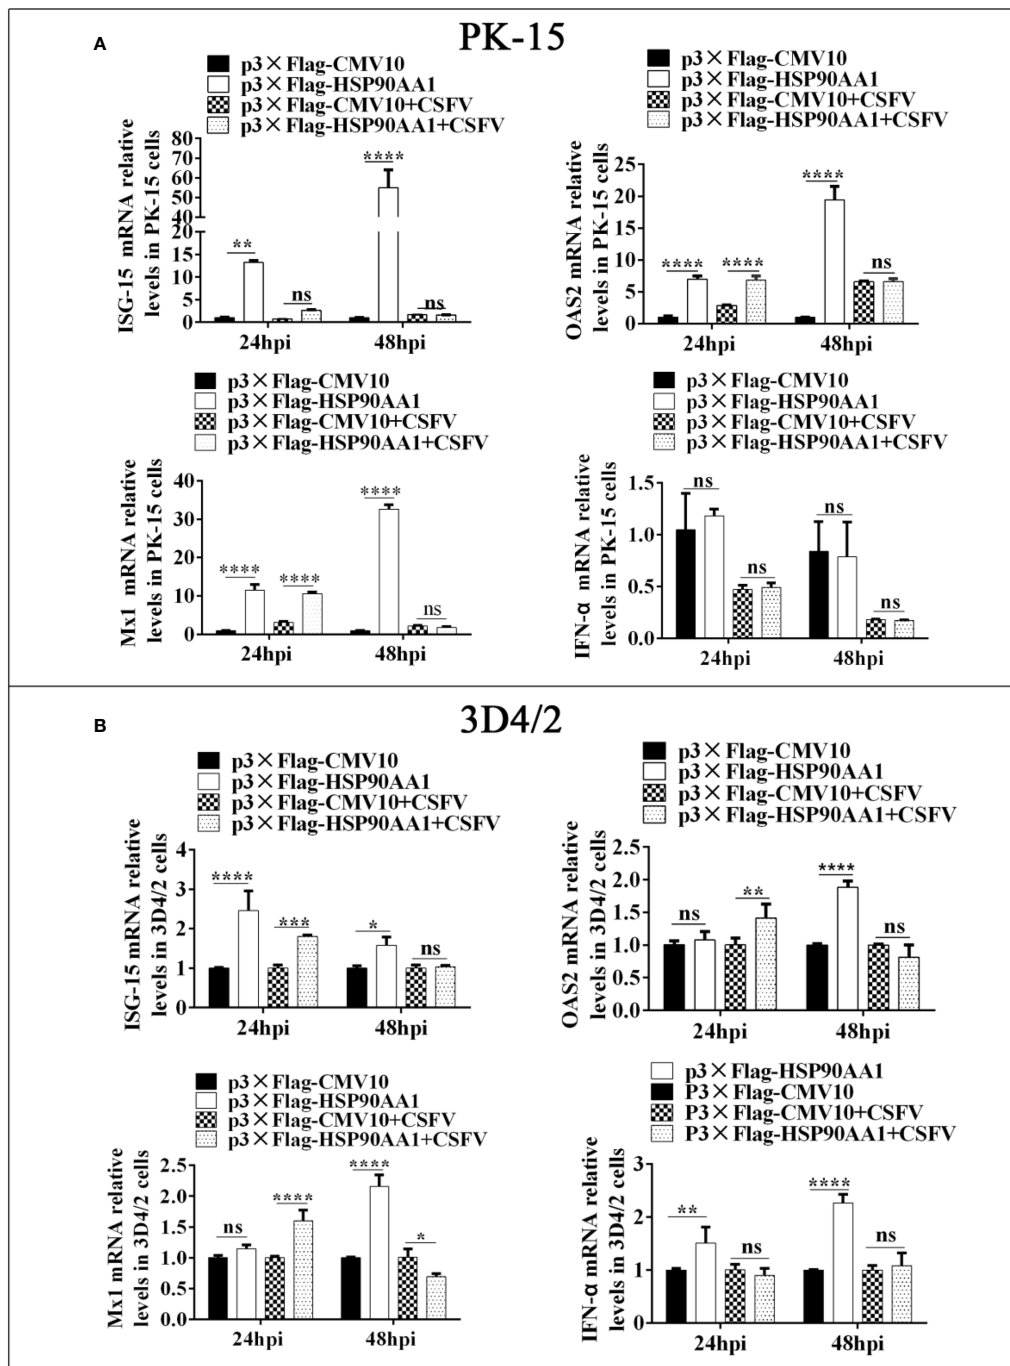 A
PK-15
p3×Flag-CMV10
p3×Flag-HSP90AA1
p3×Flag-CMV10+CSFV
p3×Flag-HSP90AA1+CSFV
ISG-15 mRNA relative
levels in PK-15 cells
80
70
60
50
40
20
15
10
5
0
**
ns
****
ns
24hpi
48hpi
p3×Flag-CMV10
p3×Flag-HSP90AA1
p3×Flag-CMV10+CSFV
p3×Flag-HSP90AA1+CSFV
OAS2 mRNA relative
levels in PK-15 cells
25
20
15
10
5
0
****
****
****
ns
24hpi
48hpi
p3×Flag-CMV10
p3×Flag-HSP90AA1
p3×Flag-CMV10+CSFV
p3×Flag-HSP90AA1+CSFV
Mx1 mRNA relative
levels in PK-15 cells
40
30
20
10
0
****
****
****
ns
24hpi
48hpi
p3×Flag-CMV10
p3×Flag-HSP90AA1
p3×Flag-CMV10+CSFV
p3×Flag-HSP90AA1+CSFV
IFN-α mRNA relative
levels in PK-15 cells
1.5
1.0
0.5
0.0
ns
ns
ns
ns
24hpi
48hpi
B
3D4/2
p3×Flag-CMV10
p3×Flag-HSP90AA1
p3×Flag-CMV10+CSFV
p3×Flag-HSP90AA1+CSFV
ISG-15 mRNA relative
levels in 3D4/2 cells
4
3
2
1
0
****
***
*
ns
24hpi
48hpi
p3×Flag-CMV10
p3×Flag-HSP90AA1
p3×Flag-CMV10+CSFV
p3×Flag-HSP90AA1+CSFV
OAS2 mRNA relative
levels in 3D4/2 cells
2.5
2.0
1.5
1.0
0.5
0.0
ns
**
****
ns
24hpi
48hpi
p3×Flag-CMV10
p3×Flag-HSP90AA1
p3×Flag-CMV10+CSFV
p3×Flag-HSP90AA1+CSFV
Mx1 mRNA relative
levels in 3D4/2 cells
2.5
2.0
1.5
1.0
0.5
0.0
ns
****
****
*
24hpi
48hpi
p3×Flag-HSP90AA1
P3×Flag-CMV10
P3×Flag-CMV10+CSFV
P3×Flag-HSP90AA1+CSFV
IFN-α mRNA relative
levels in 3D4/2 cells
3
2
1
0
**
ns
****
ns
24hpi
48hpi